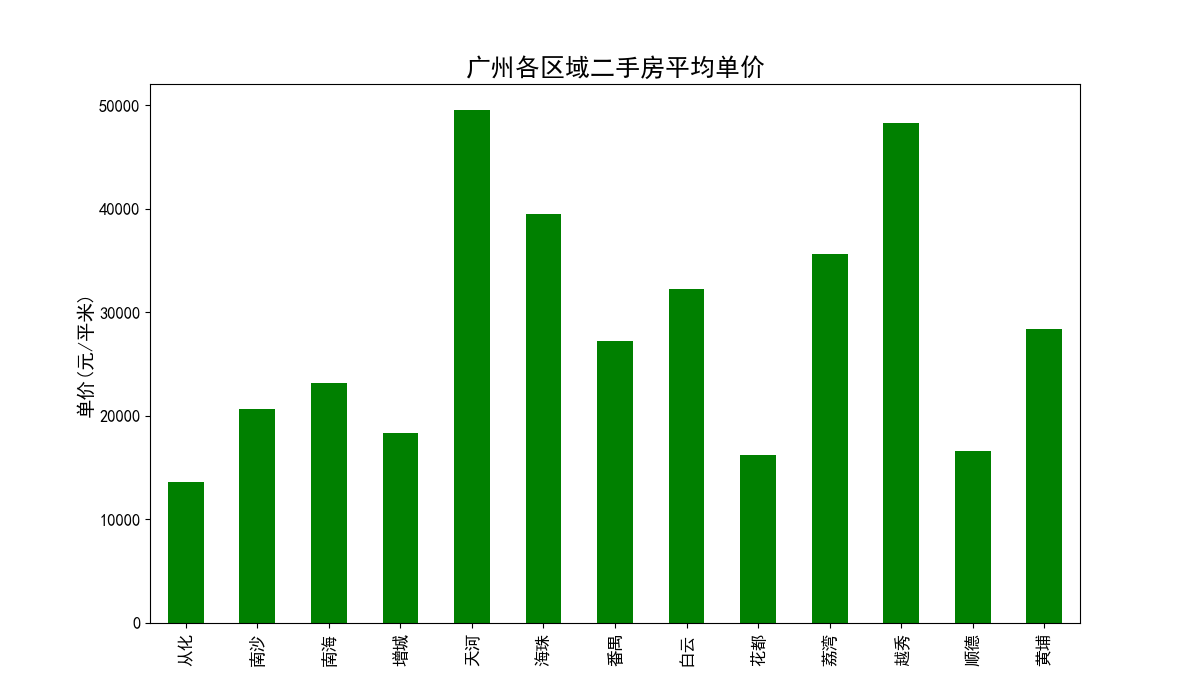 广州各区域二手房平均单价
单价(元/平米)
50000
40000
30000
20000
10000
0
从化
南沙
南海
增城
天河
海珠
番禺
白云
花都
荔湾
越秀
顺德
黄埔